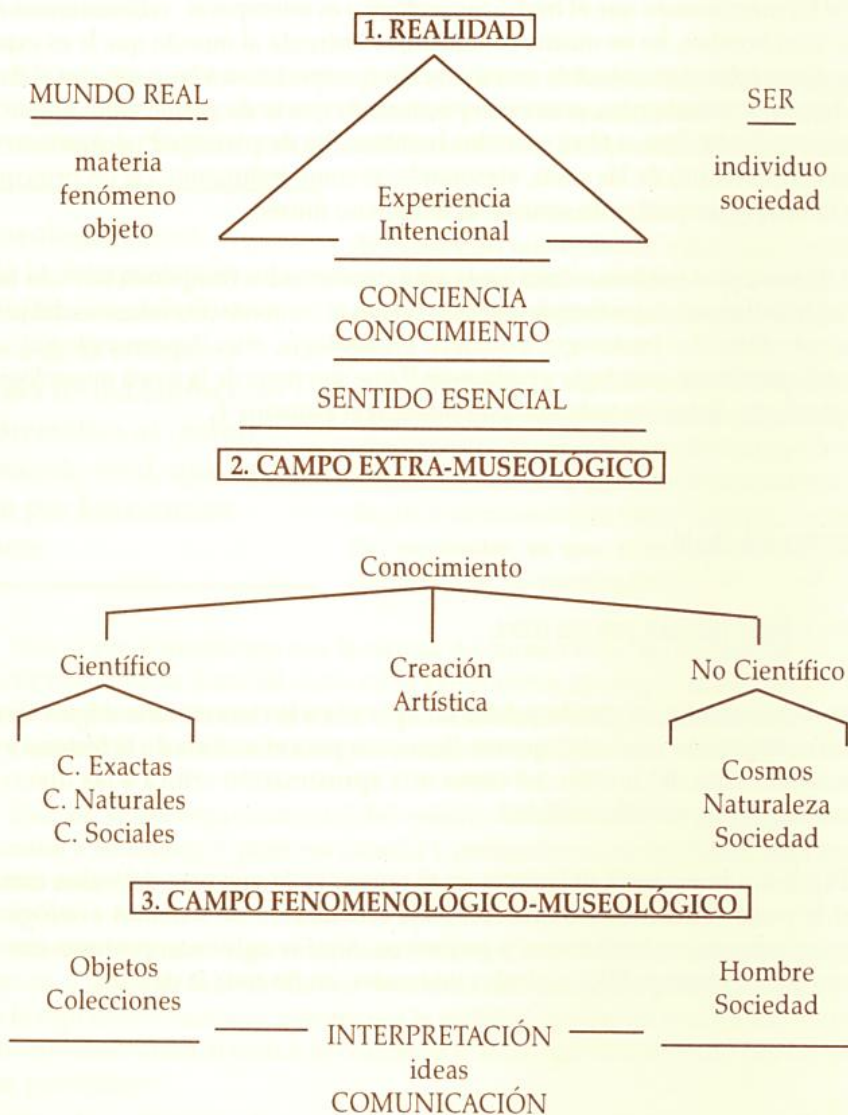 1. REALIDAD
MUNDO REAL
materia
fenómeno
objeto
SER
individuo
sociedad
Experiencia
Intencional
CONCIENCIA
CONOCIMIENTO
SENTIDO ESENCIAL
2. CAMPO EXTRA-MUSEOLÓGICO
Conocimiento
Científico
Creación
Artística
No Científico
C. Exactas
C. Naturales
C. Sociales
Cosmos
Naturaleza
Sociedad
3. CAMPO FENOMENOLÓGICO-MUSEOLÓGICO
Objetos
Colecciones
Hombre
Sociedad
INTERPRETACIÓN
ideas
COMUNICACIÓN